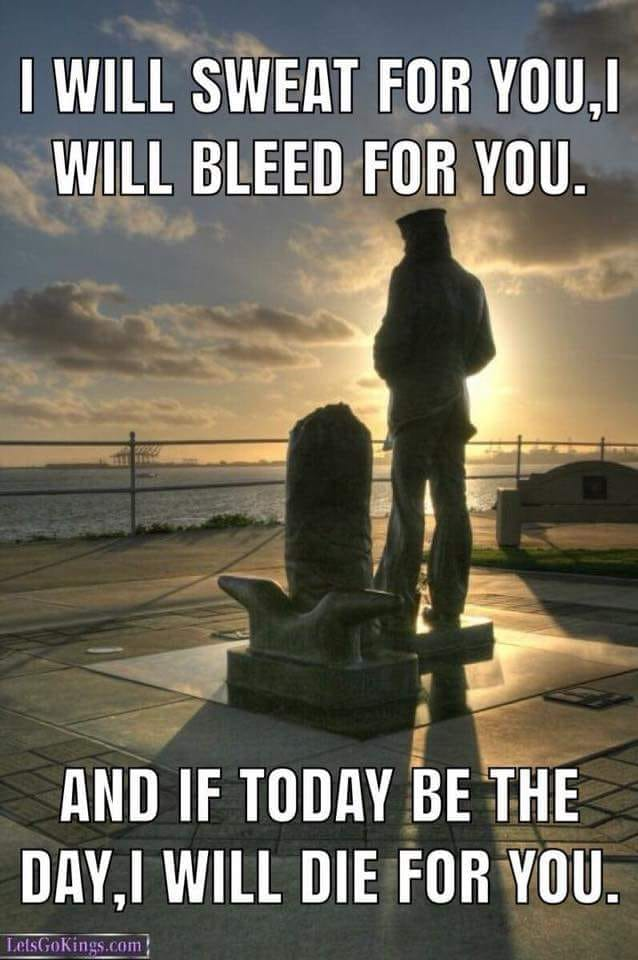 I WILL SWEAT FOR YOU,I
WILL BLEED FOR YOU.
AND IF TODAY BE THE
DAY,I WILL DIE FOR YOU.
LetsGoKings.com